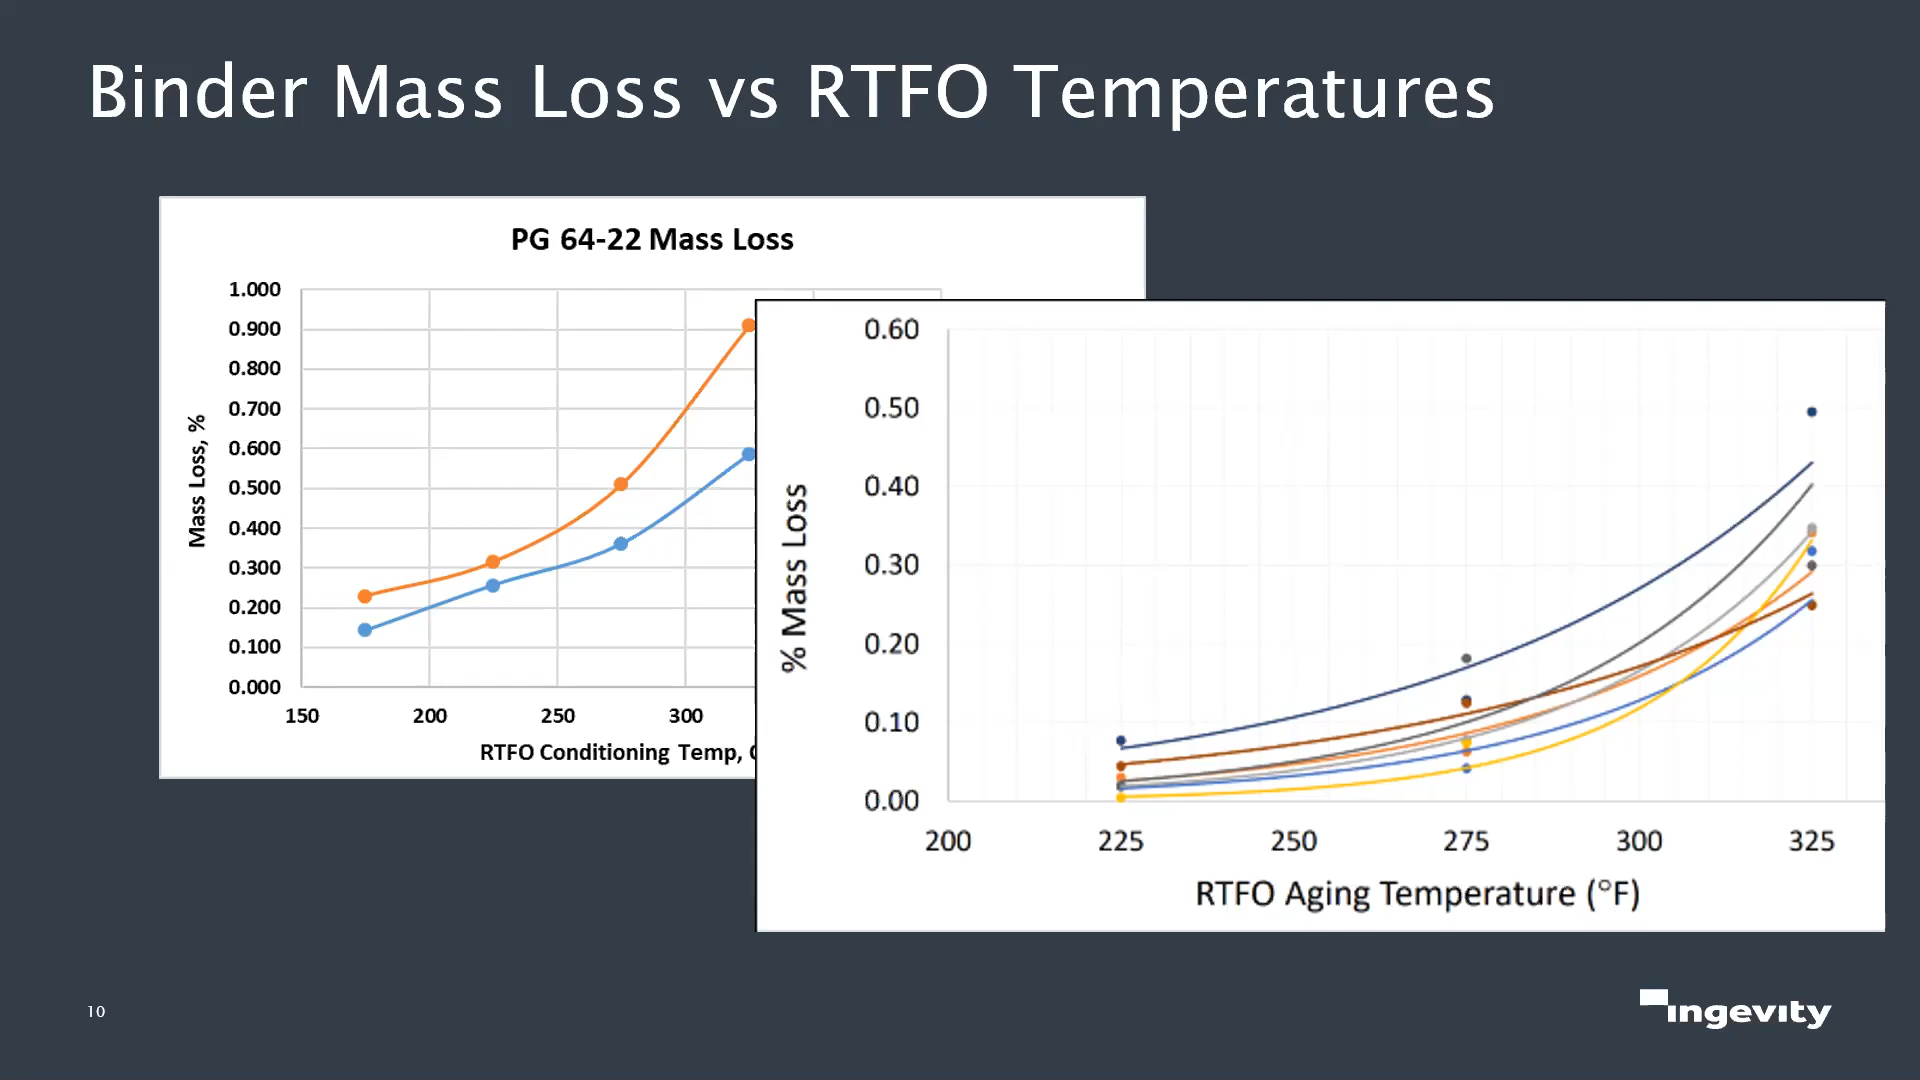 Binder Mass Loss vs RTFO Temperatures
PG 64-22 Mass Loss
1.000
0.900
0.800
0.700
0.600
0.500
0.400
0.300
0.200
0.100
0.000
Mass Loss, %
150 200 250 300
RTFO Conditioning Temp,
0.60
0.50
0.40
0.30
0.20
0.10
0.00
% Mass Loss
200 225 250 275 300 325
RTFO Aging Temperature (°F)
10
ingevity